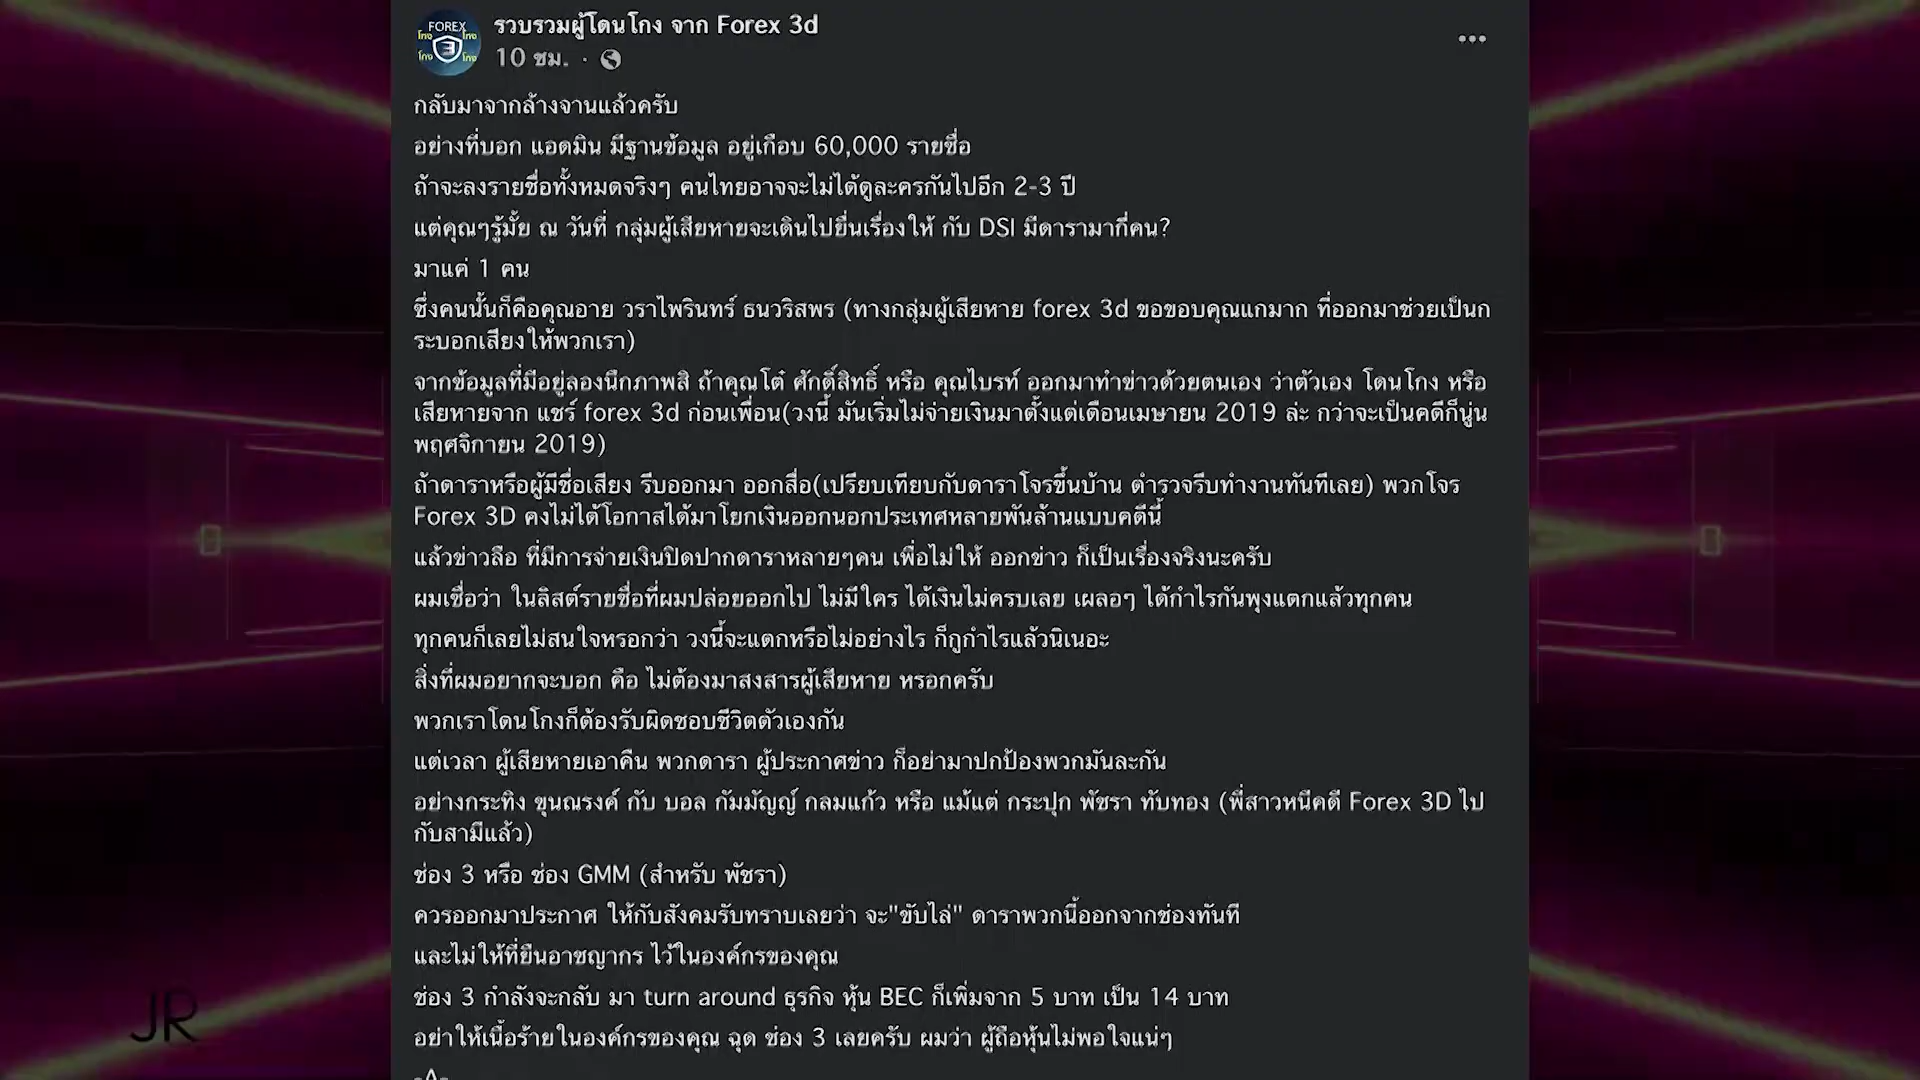 FOREX
โกง
โกง
3
โกง
โกง
รวบรวมผู้โดนโกง จาก Forex 3d
10 ชม. ·
กลับมาจากล้างจานแล้วครับ
อย่างที่บอก แอดมิน มีฐานข้อมูล อยู่เกือบ 60,000 รายชื่อ
ถ้าจะลงรายชื่อทั้งหมดจริงๆ คนไทยอาจจะไม่ได้ดูละครกันไปอีก 2-3 ปี
แต่คุณๆรู้มั้ย ณ วันที่ กลุ่มผู้เสียหายจะเดินไปยื่นเรื่องให้ กับ DSI มีดารามากี่คน?
มาแค่ 1 คน
ซึ่งคนนั้นก็คือคุณอาย วราไพรินทร์ ธนวริสพร (ทางกลุ่มผู้เสียหาย forex 3d ขอขอบคุณแกมาก ที่ออกมาช่วยเป็นก
ระบอกเสียงให้พวกเรา)
จากข้อมูลที่มีอยู่ลองนึกภาพสิ ถ้าคุณโต๋ ศักดิ์สิทธิ์ หรือ คุณไบรท์ ออกมาทำข่าวด้วยตนเอง ว่าตัวเอง โดนโกง หรือ
เสียหายจาก แชร์ forex 3d ก่อนเพื่อน(วงนี้ มันเริ่มไม่จ่ายเงินมาตั้งแต่เดือนเมษายน 2019 ล่ะ กว่าจะเป็นคดีก็นู่น
พฤศจิกายน 2019)
ถ้าดาราหรือผู้มีชื่อเสียง รีบออกมา ออกสื่อ(เปรียบเทียบกับดาราโจรขึ้นบ้าน ตำรวจรีบทำงานทันทีเลย) พวกโจร
Forex 3D คงไม่ได้โอกาสได้มาโยกเงินออกนอกประเทศหลายพันล้านแบบคดีนี้
แล้วข่าวลือ ที่มีการจ่ายเงินปิดปากดาราหลายๆคน เพื่อไม่ให้ ออกข่าว ก็เป็นเรื่องจริงนะครับ
ผมเชื่อว่า ในลิสต์รายชื่อที่ผมปล่อยออกไป ไม่มีใคร ได้เงินไม่ครบเลย เผลอๆ ได้กำไรกันพุงแตกแล้วทุกคน
ทุกคนก็เลยไม่สนใจหรอกว่า วงนี้จะแตกหรือไม่อย่างไร ก็กูกำไรแล้วนิเนอะ
สิ่งที่ผมอยากจะบอก คือ ไม่ต้องมาสงสารผู้เสียหาย หรอกครับ
พวกเราโดนโกงก็ต้องรับผิดชอบชีวิตตัวเองกัน
แต่เวลา ผู้เสียหายเอาคืน พวกดารา ผู้ประกาศข่าว ก็อย่ามาปกป้องพวกมันละกัน
อย่างกระทิง ขุนณรงค์ กับ บอล กัมมัญญ์ กลมแก้ว หรือ แม้แต่ กระปุก พัชรา ทับทอง (พี่สาวหนีคดี Forex 3D ไป
กับสามีแล้ว)
ช่อง 3 หรือ ช่อง GMM (สำหรับ พัชรา)
ควรออกมาประกาศ ให้กับสังคมรับทราบเลยว่า จะ"ขับไล่" ดาราพวกนี้ออกจากช่องทันที
และไม่ให้ที่ยืนอาชญากร ไว้ในองค์กรของคุณ
ช่อง 3 กำลังจะกลับ มา turn around ธุรกิจ หุ้น BEC ก็เพิ่มจาก 5 บาท เป็น 14 บาท
อย่าให้เนื้อร้ายในองค์กรของคุณ ฉุด ช่อง 3 เลยครับ ผมว่า ผู้ถือหุ้นไม่พอใจแน่ๆ
JR